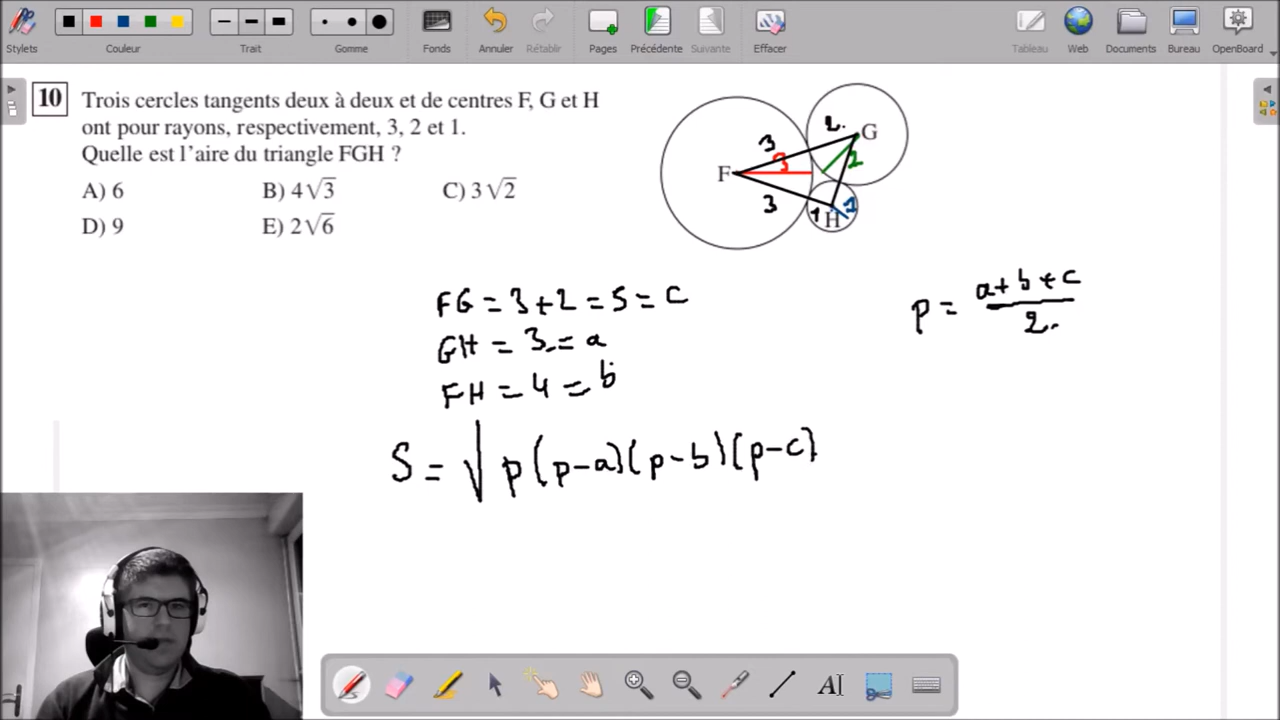 Stylets
Couleur
Trait
Gomme
Fonds
Annuler
Rétablir
Pages
Précédente
Suivante
Effacer
Tableau
Web
Documents
Bureau
OpenBoard
10 Trois cercles tangents deux à deux et de centres F, G et H
ont pour rayons, respectivement, 3, 2 et 1.
Quelle est l'aire du triangle FGH ?
A) 6 B) 4√3 C) 3√2
D) 9 E) 2√6
2 G
3 3 2
F
3 1 H 1
FG = 3+2 = 5 = c
GH = 3 = a
FH = 4 = b
p = a+b+c / 2
S = √p(p-a)(p-b)(p-c)